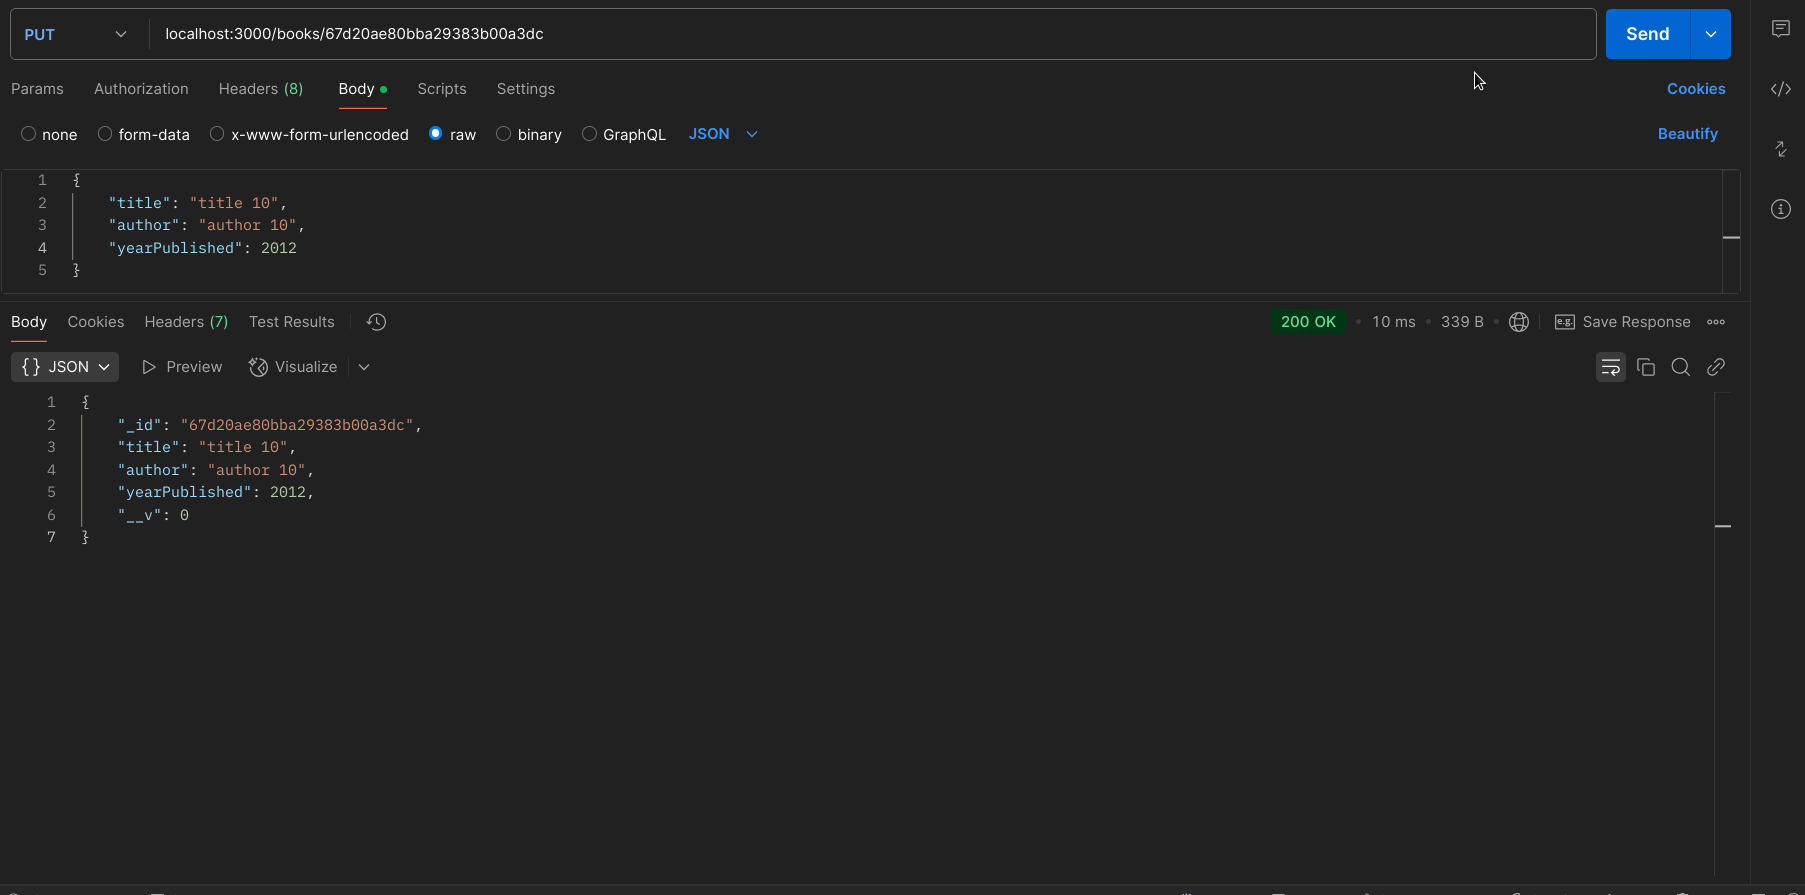 PUT localhost:3000/books/67d20ae80bba29383b00a3dc Send
Params Authorization Headers (8) Body Scripts Settings Cookies
none form-data x-www-form-urlencoded raw binary GraphQL JSON Beautify
1 {
2 "title": "title 10",
3 "author": "author 10",
4 "yearPublished": 2012
5 }
Body Cookies Headers (7) Test Results 200 OK • 10 ms • 339 B • e.g. Save Response
{} JSON Preview Visualize
1 {
2 "_id": "67d20ae80bba29383b00a3dc",
3 "title": "title 10",
4 "author": "author 10",
5 "yearPublished": 2012,
6 "__v": 0
7 }